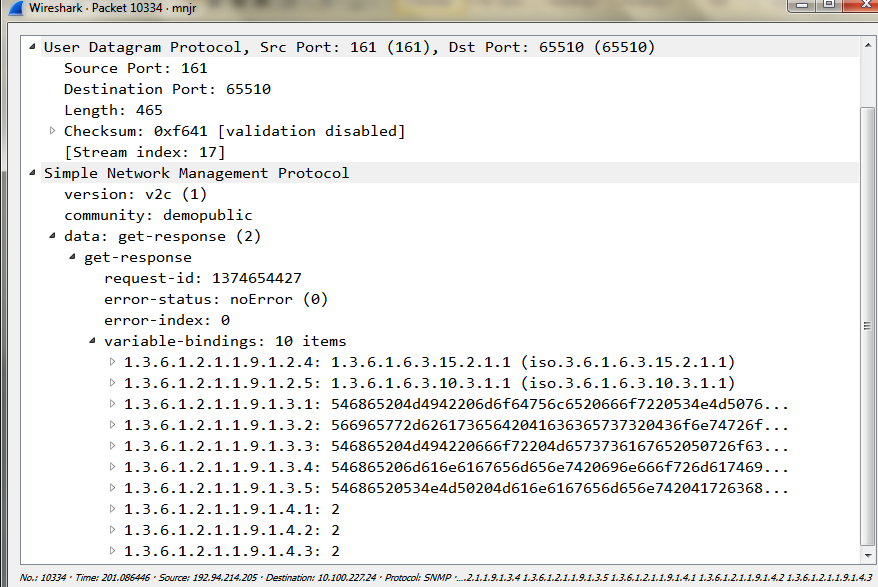 Wireshark · Packet 10334 · mnjr
User Datagram Protocol, Src Port: 161 (161), Dst Port: 65510 (65510)
Source Port: 161
Destination Port: 65510
Length: 465
Checksum: 0xf641 [validation disabled]
[Stream index: 17]
Simple Network Management Protocol
version: v2c (1)
community: demopublic
data: get-response (2)
get-response
request-id: 1374654427
error-status: noError (0)
error-index: 0
variable-bindings: 10 items
1.3.6.1.2.1.1.9.1.2.4: 1.3.6.1.6.3.15.2.1.1 (iso.3.6.1.6.3.15.2.1.1)
1.3.6.1.2.1.1.9.1.2.5: 1.3.6.1.6.3.10.3.1.1 (iso.3.6.1.6.3.10.3.1.1)
1.3.6.1.2.1.1.9.1.3.1: 546865204d4942206d6f64756c6520666f7220534e4d5076...
1.3.6.1.2.1.1.9.1.3.2: 566965772d62617365642041636365737320436f6e74726f...
1.3.6.1.2.1.1.9.1.3.3: 546865204d494220666f72204d6573736167652050726f63...
1.3.6.1.2.1.1.9.1.3.4: 546865206d616e6167656d656e7420696e666f726d617469...
1.3.6.1.2.1.1.9.1.3.5: 54686520534e4d50204d616e6167656d656e742041726368...
1.3.6.1.2.1.1.9.1.4.1: 2
1.3.6.1.2.1.1.9.1.4.2: 2
1.3.6.1.2.1.1.9.1.4.3: 2
No.: 10334 · Time: 201.086446 · Source: 192.94.214.205 · Destination: 10.100.227.24 · Protocol: SNMP ·....2.1.1.9.1.3.4 1.3.6.1.2.1.1.9.1.3.5 1.3.6.1.2.1.1.9.1.4.1 1.3.6.1.2.1.1.9.1.4.2 1.3.6.1.2.1.1.9.1.4.3